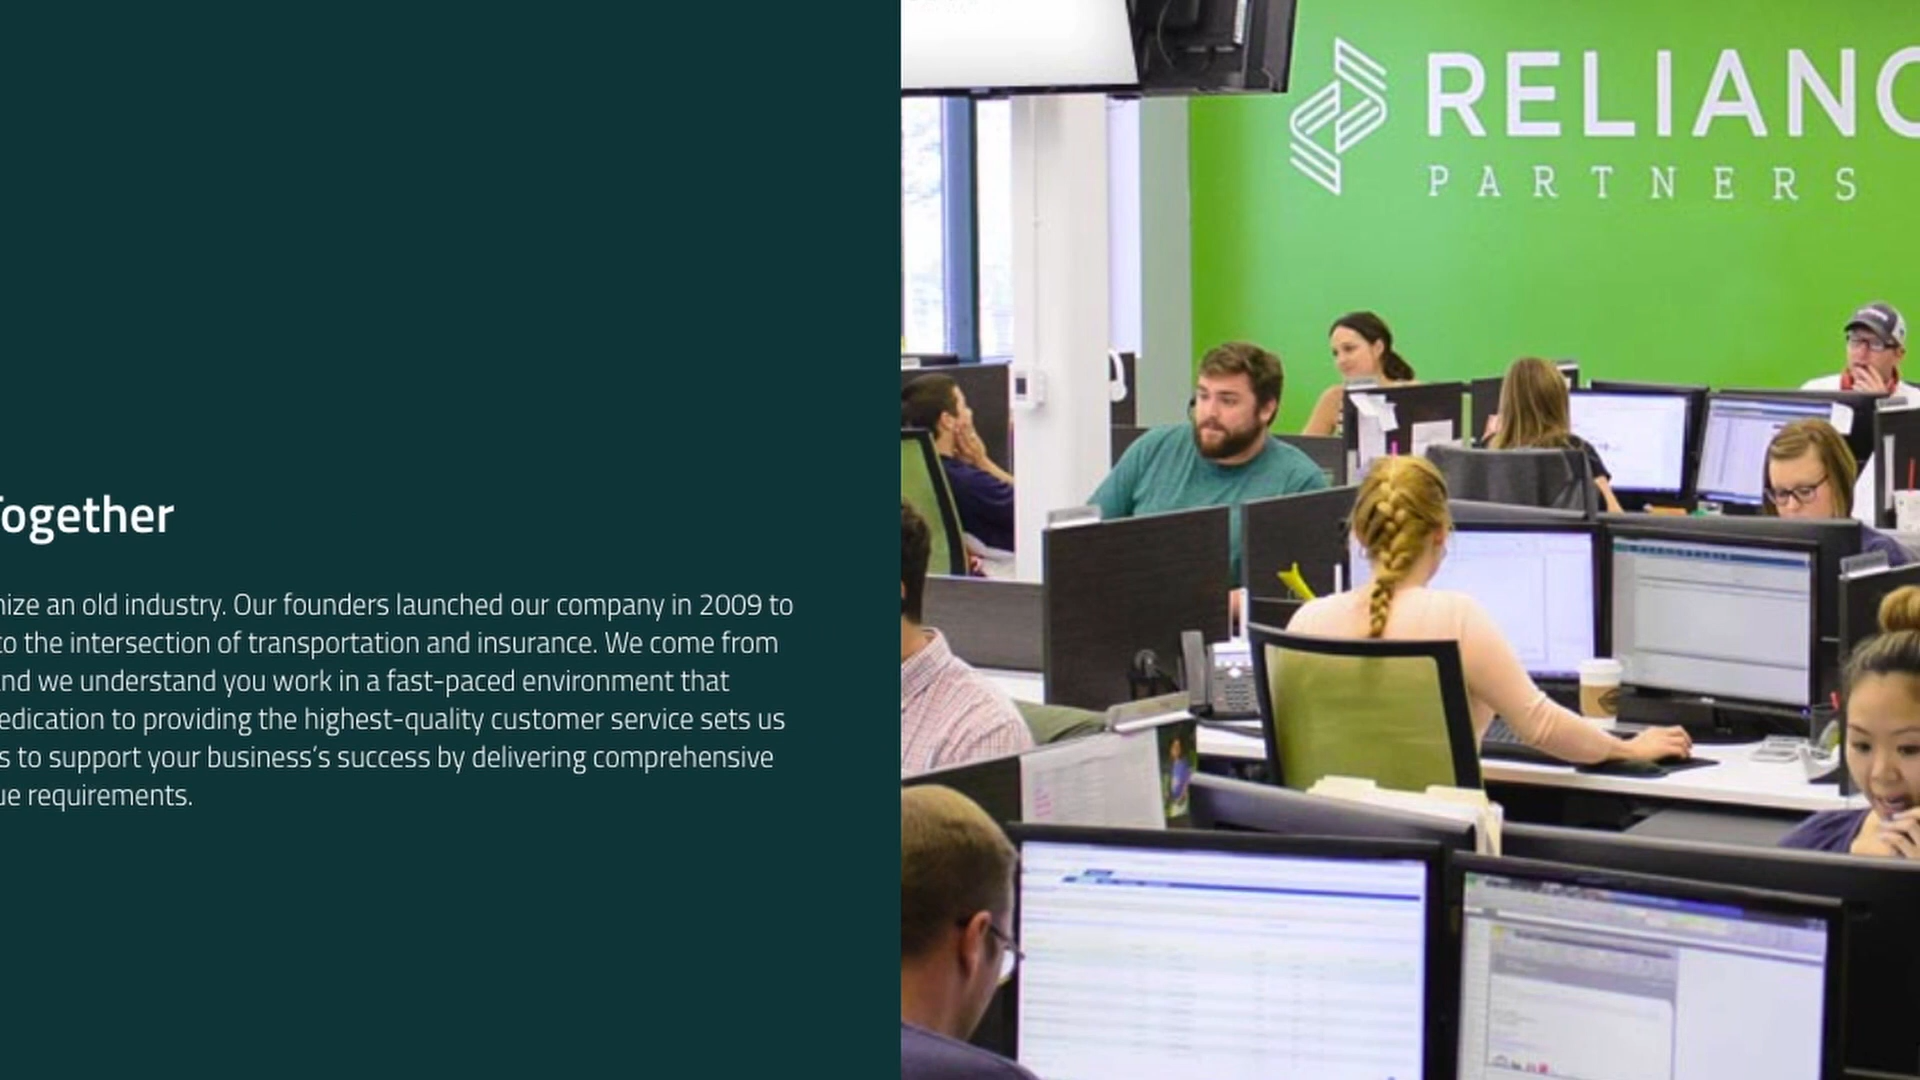 Together
nize an old industry. Our founders launched our company in 2009 to
to the intersection of transportation and insurance. We come from
and we understand you work in a fast-paced environment that
edication to providing the highest-quality customer service sets us
s to support your business’s success by delivering comprehensive
ue requirements.
RELIANC
PARTNERS